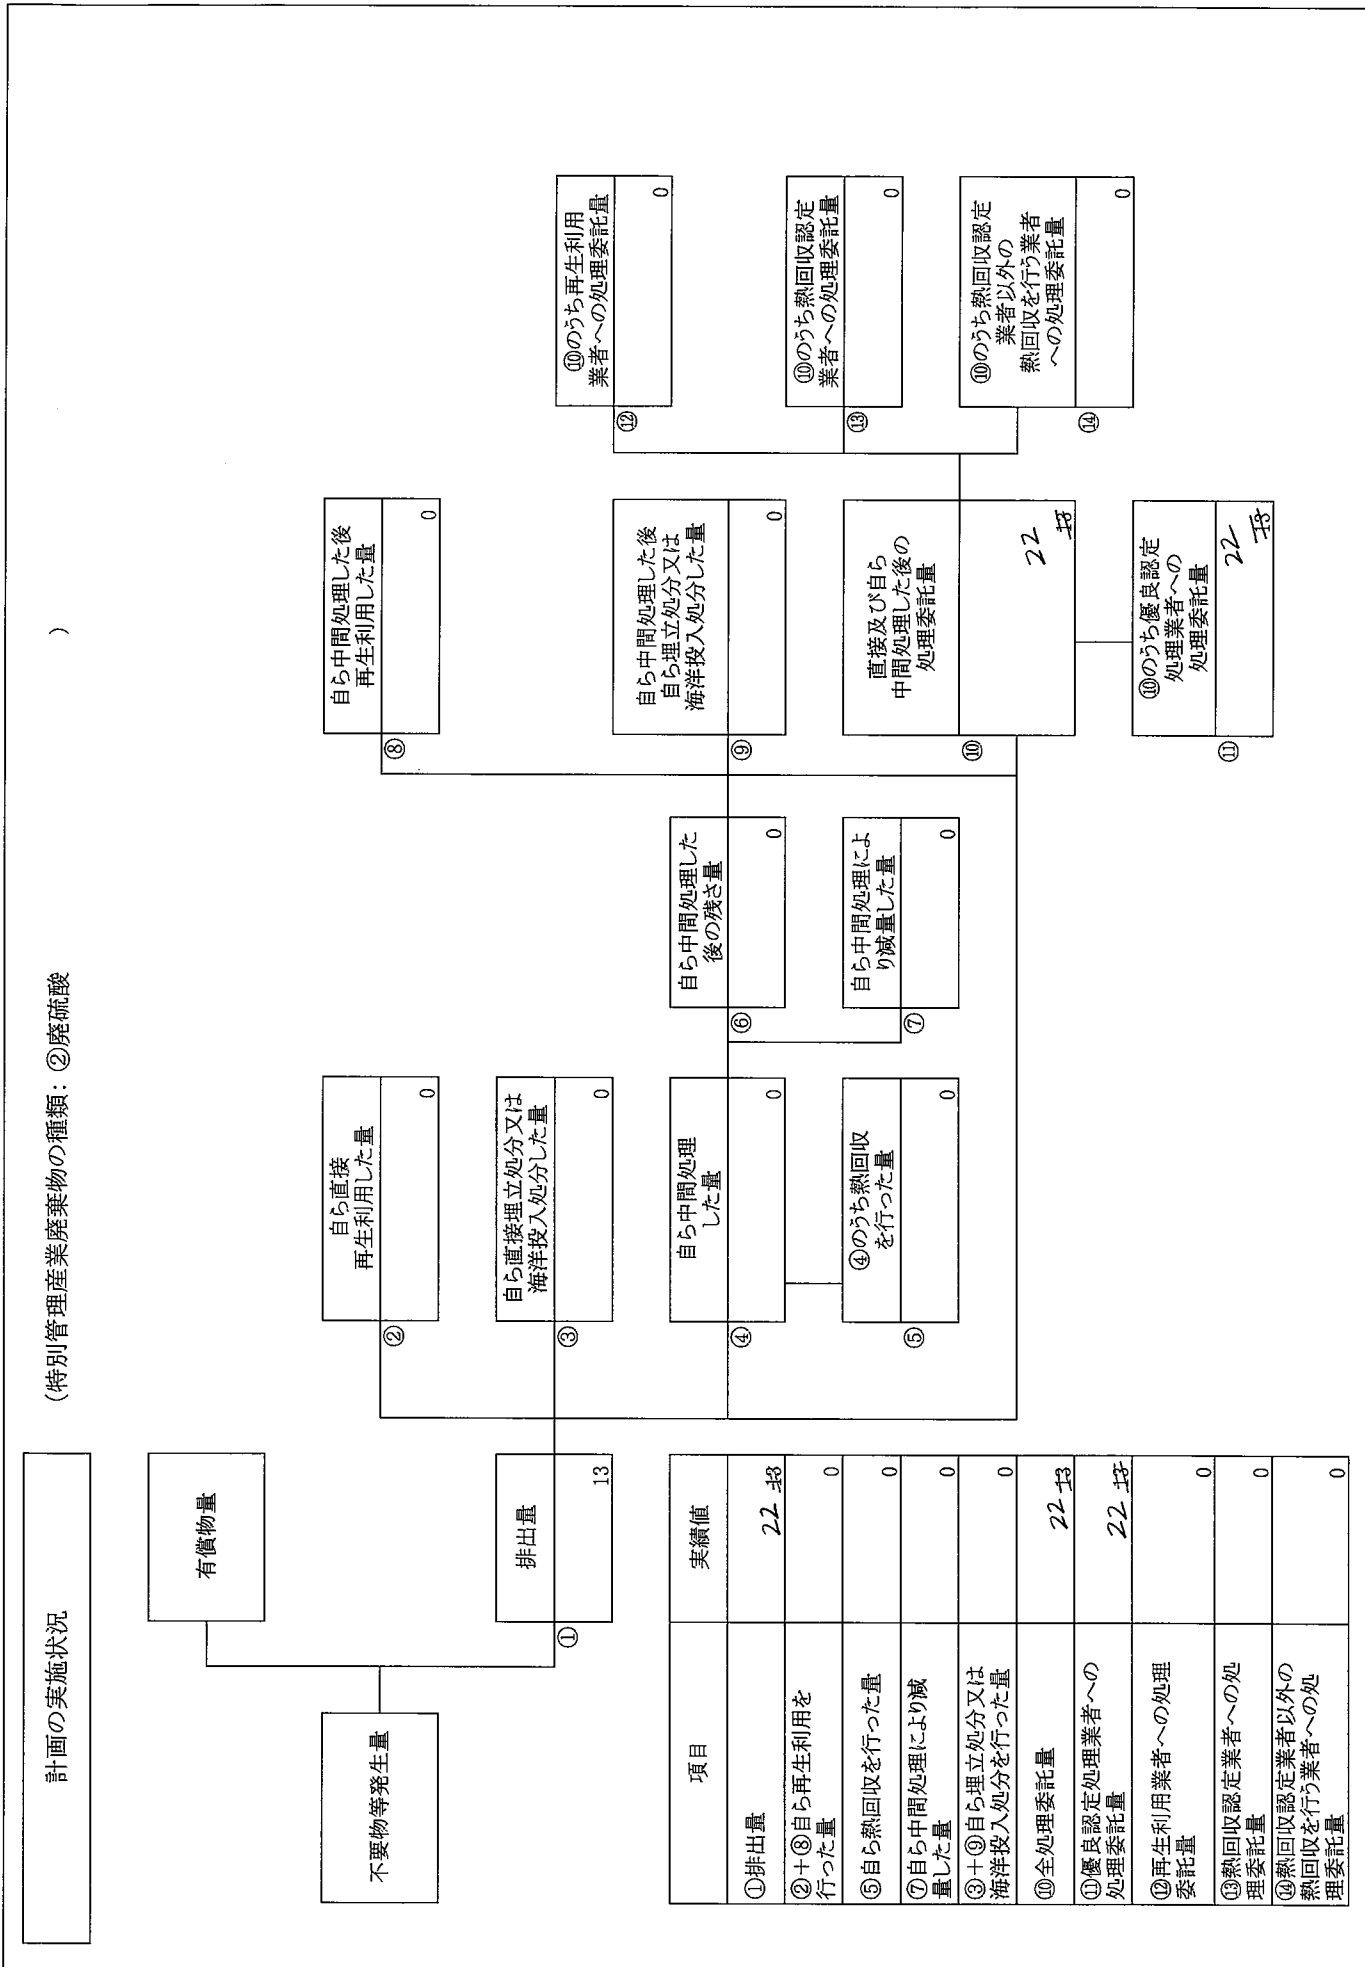 計画の実施状況
(特別管理産業廃棄物の種類：②廃硫酸
)
不要物等発生量
有償物量
①
排出量
13
②
自ら直接
再生利用した量
0
③
自ら直接埋立処分又は
海洋投入処分した量
0
④
自ら中間処理
した量
0
⑤
④のうち熱回収
を行った量
0
⑥
自ら中間処理した
後の残さ量
0
⑦
自ら中間処理によ
り減量した量
0
⑧
自ら中間処理した後
再生利用した量
0
⑨
自ら中間処理した後
自ら埋立処分又は
海洋投入処分した量
0
⑩
直接及び自ら
中間処理した後の
処理委託量
22
13
⑪
⑩のうち優良認定
処理業者への
処理委託量
22
13
⑫
⑩のうち再生利用
業者への処理委託量
0
⑬
⑩のうち熱回収認定
業者への処理委託量
0
⑭
⑩のうち熱回収認定
業者以外の
熱回収を行う業者
への処理委託量
0
項目 実績値
①排出量 22 13
②＋⑧自ら再生利用を
行った量 0
⑤自ら熱回収を行った量 0
⑦自ら中間処理により減
量した量 0
③＋⑨自ら埋立処分又は
海洋投入処分を行った量 0
⑩全処理委託量 22 13
⑪優良認定処理業者への
処理委託量 22 13
⑫再生利用業者への処理
委託量 0
⑬熱回収認定業者への処
理委託量 0
⑭熱回収認定業者以外の
熱回収を行う業者への処
理委託量 0